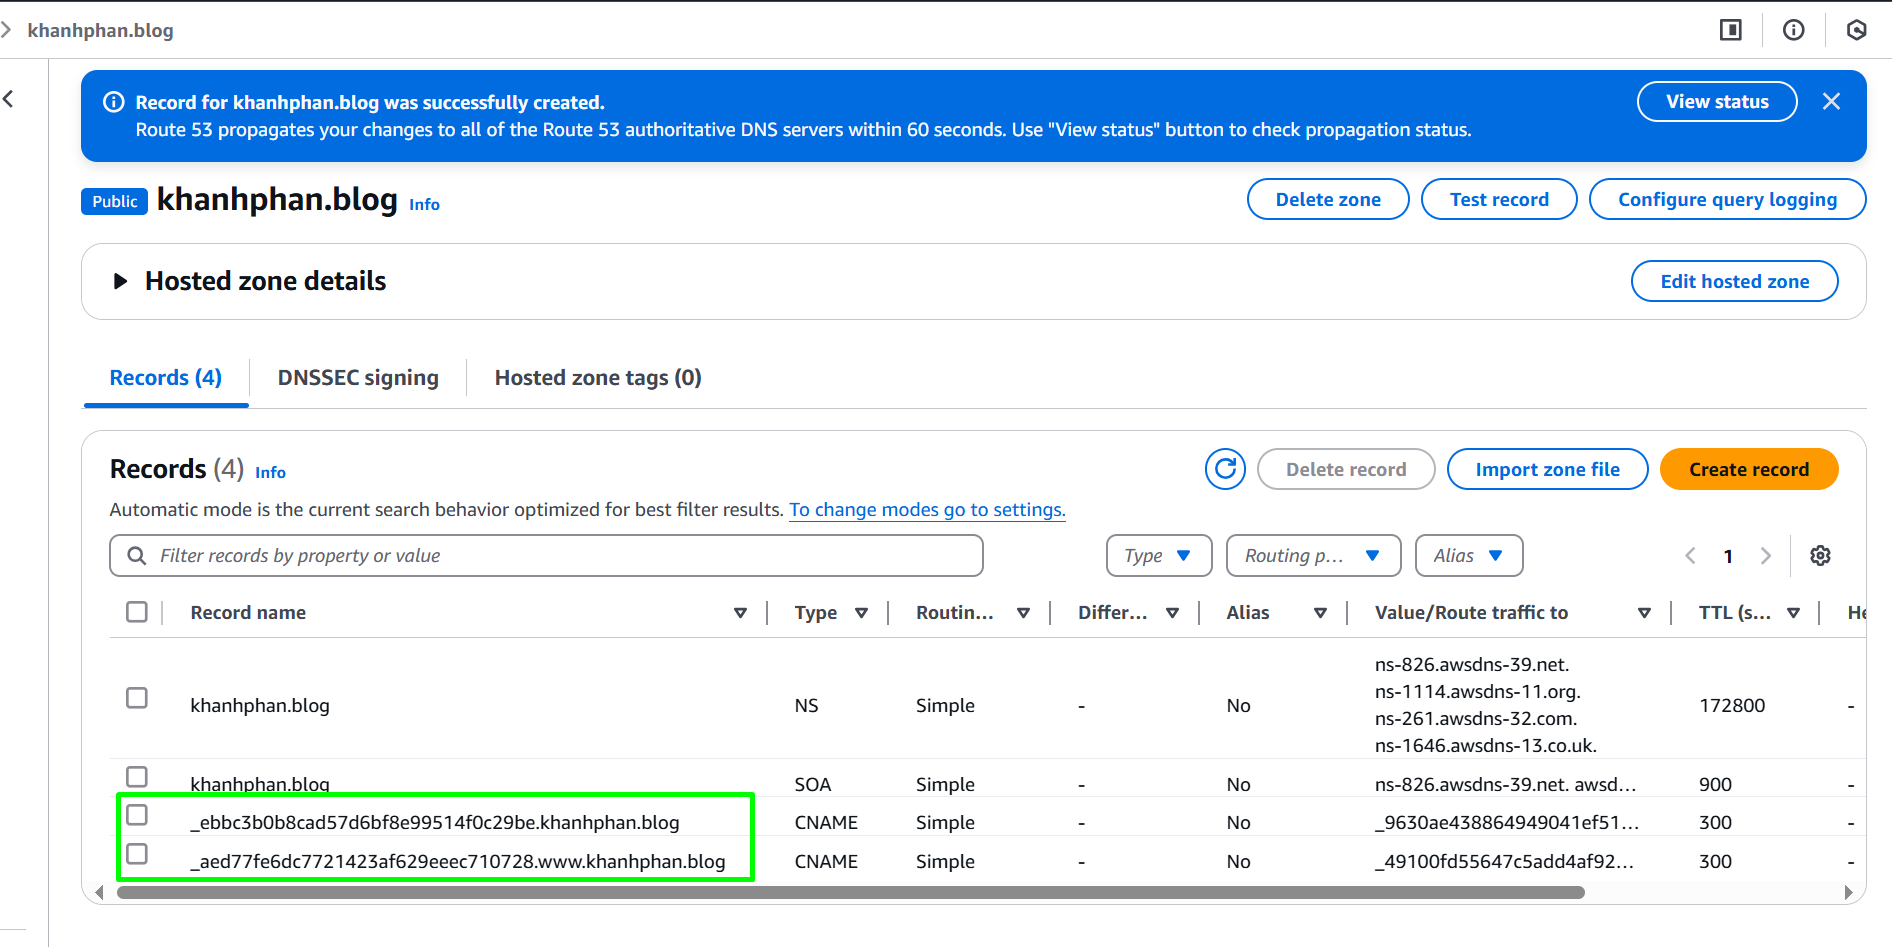 khanhphan.blog
Record for khanhphan.blog was successfully created.
Route 53 propagates your changes to all of the Route 53 authoritative DNS servers within 60 seconds. Use "View status" button to check propagation status.
View status
Public khanhphan.blog Info
Delete zone Test record Configure query logging
Hosted zone details Edit hosted zone
Records (4) DNSSEC signing Hosted zone tags (0)
Records (4) Info
Delete record Import zone file Create record
Automatic mode is the current search behavior optimized for best filter results. To change modes go to settings.
Filter records by property or value Type Routing p... Alias 1
Record name Type Routin... Differ... Alias Value/Route traffic to TTL (s... He
khanhphan.blog NS Simple - No ns-826.awsdns-39.net.
ns-1114.awsdns-11.org.
ns-261.awsdns-32.com.
ns-1646.awsdns-13.co.uk. 172800 -
khanhphan.blog SOA Simple - No ns-826.awsdns-39.net. awsd... 900 -
_ebbc3b0b8cad57d6bf8e99514f0c29be.khanhphan.blog CNAME Simple - No _9630ae438864949041ef51... 300 -
_aed77fe6dc7721423af629eeec710728.www.khanhphan.blog CNAME Simple - No _49100fd55647c5add4af92... 300 -